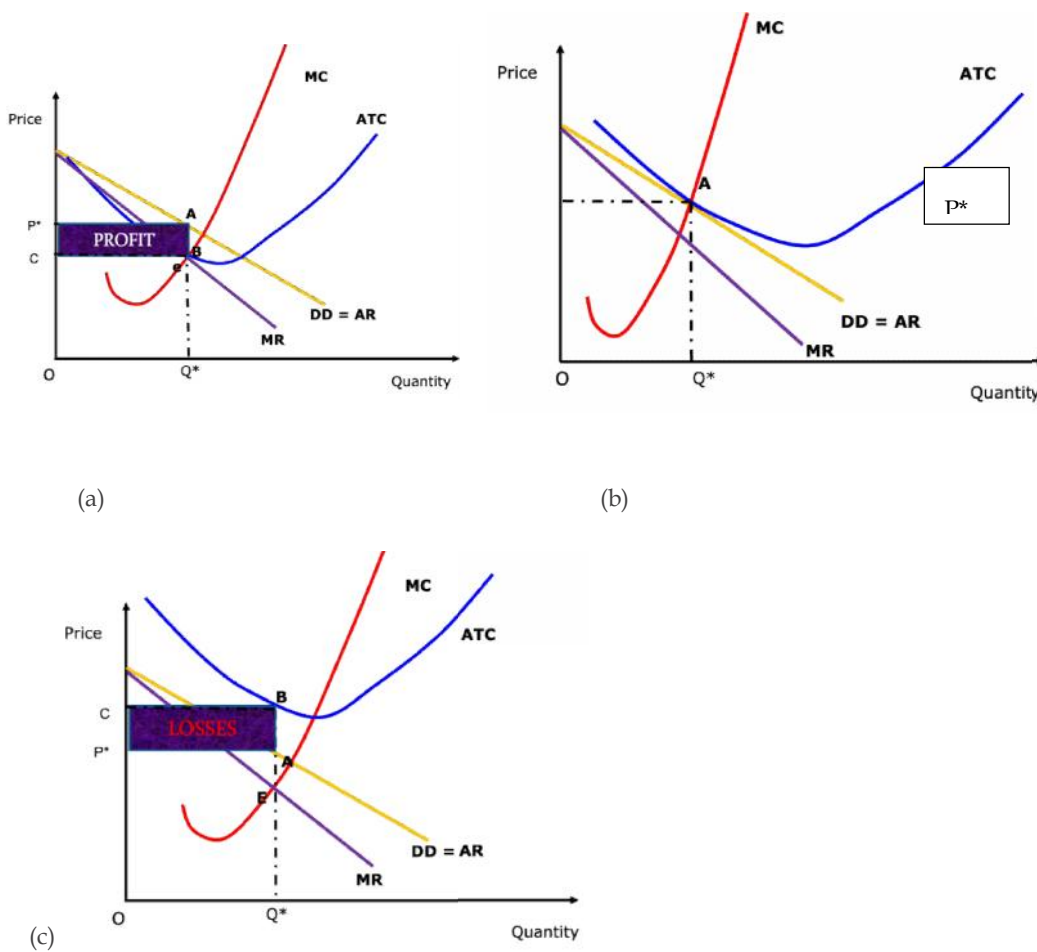 MC
ATC
Price
P*
A
PROFIT
C
B
e
DD = AR
MR
O
Q*
Quantity
(a)
MC
ATC
Price
A
P*
DD = AR
MR
O
Q*
Quantity
(b)
MC
ATC
Price
B
C
LOSSES
P*
A
E
DD = AR
MR
O
Q*
Quantity
(c)